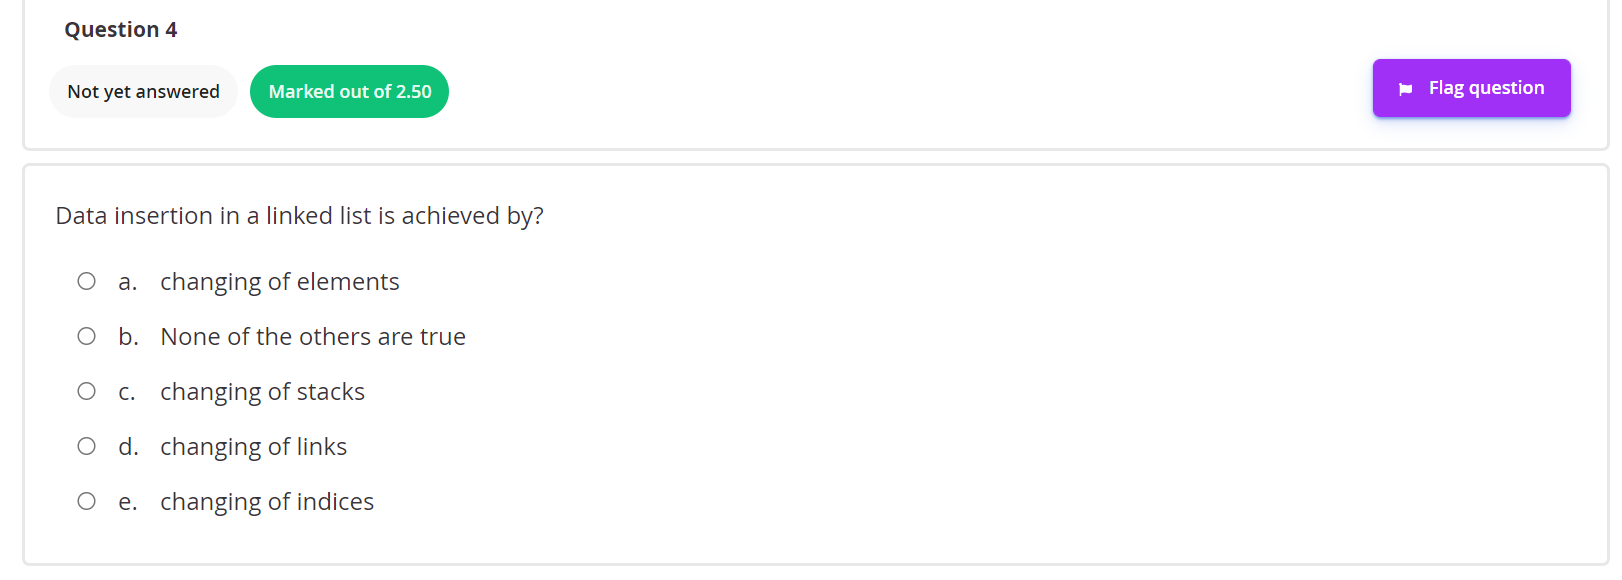 Question 4
Not yet answered
Marked out of 2.50
Flag question
Data insertion in a linked list is achieved by?
a. changing of elements
b. None of the others are true
c. changing of stacks
d. changing of links
e. changing of indices